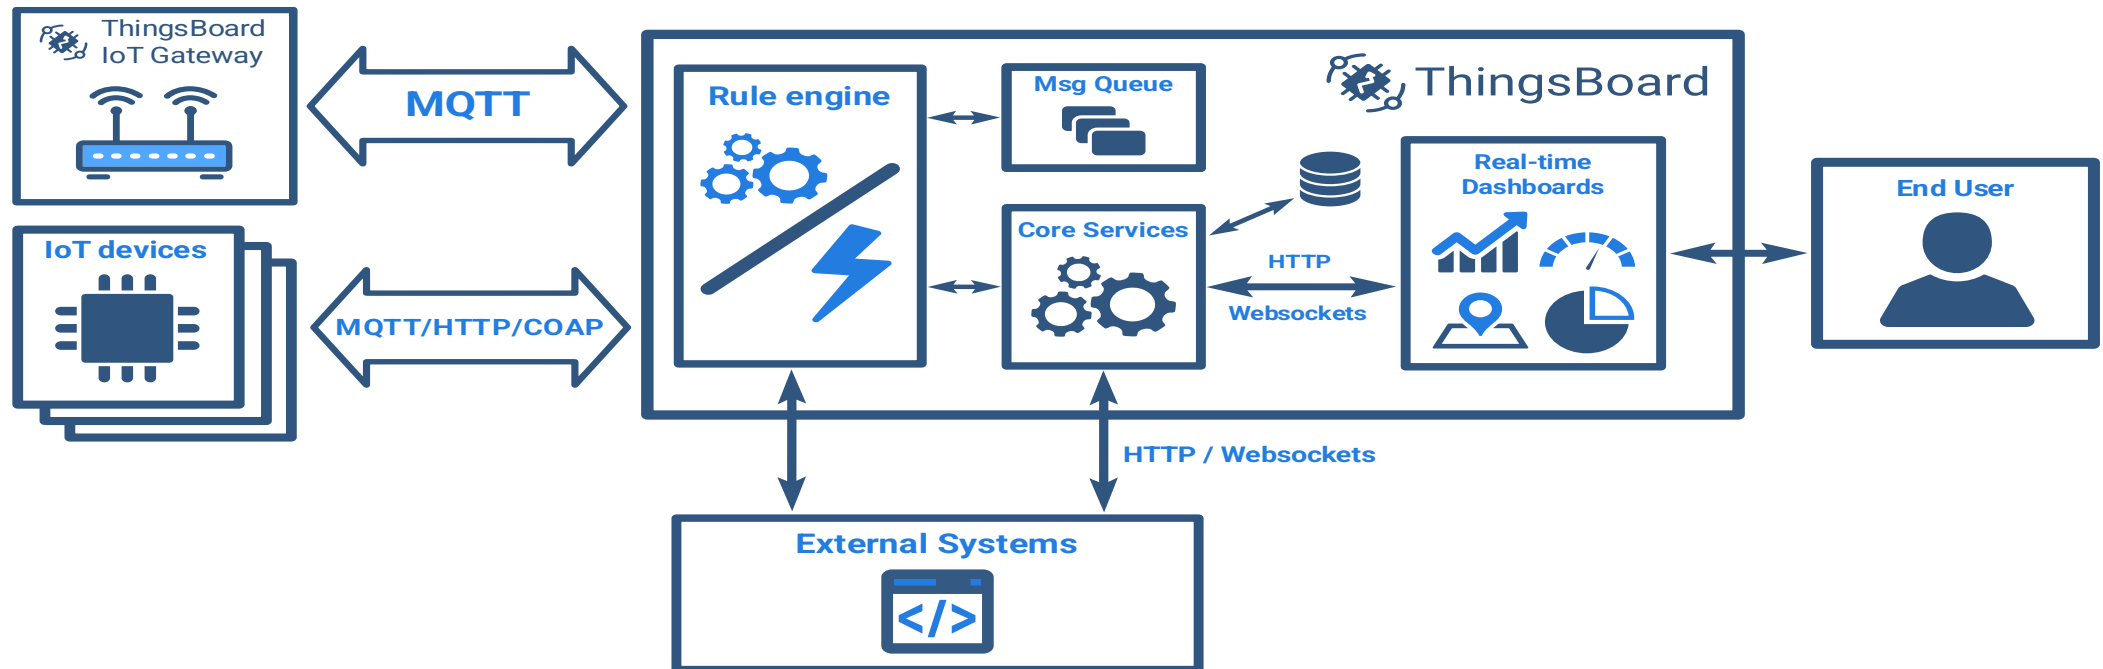 ThingsBoard
IoT Gateway
MQTT
IoT devices
MQTT/HTTP/COAP
Rule engine
Msg Queue
Core Services
HTTP
Websockets
ThingsBoard
Real-time
Dashboards
End User
HTTP / Websockets
External Systems
</>